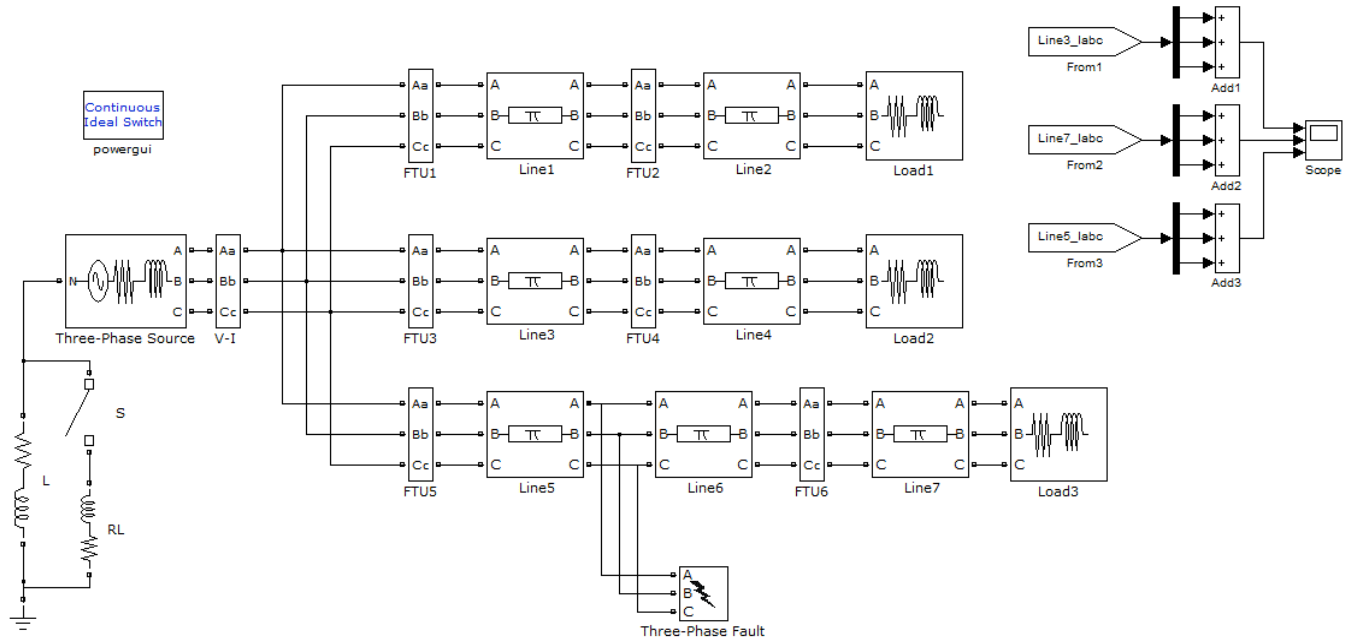 Continuous
Ideal Switch
powergui
Aa
Bb
Cc
FTU1
A
B
C
π
A
B
C
Line1
Aa
Bb
Cc
FTU2
A
B
C
π
A
B
C
Line2
A
B
C
Load1
N
A
B
C
Three-Phase Source
Aa
Bb
Cc
V-I
Aa
Bb
Cc
FTU3
A
B
C
π
A
B
C
Line3
Aa
Bb
Cc
FTU4
A
B
C
π
A
B
C
Line4
A
B
C
Load2
Aa
Bb
Cc
FTU5
A
B
C
π
A
B
C
Line5
A
B
C
π
A
B
C
Line6
Aa
Bb
Cc
FTU6
A
B
C
π
A
B
C
Line7
A
B
C
Load3
S
L
RL
A
B
C
Three-Phase Fault
Line3_Iabc
From1
+
+
+
Add1
Line7_Iabc
From2
+
+
+
Add2
Line5_Iabc
From3
+
+
+
Add3
Scope